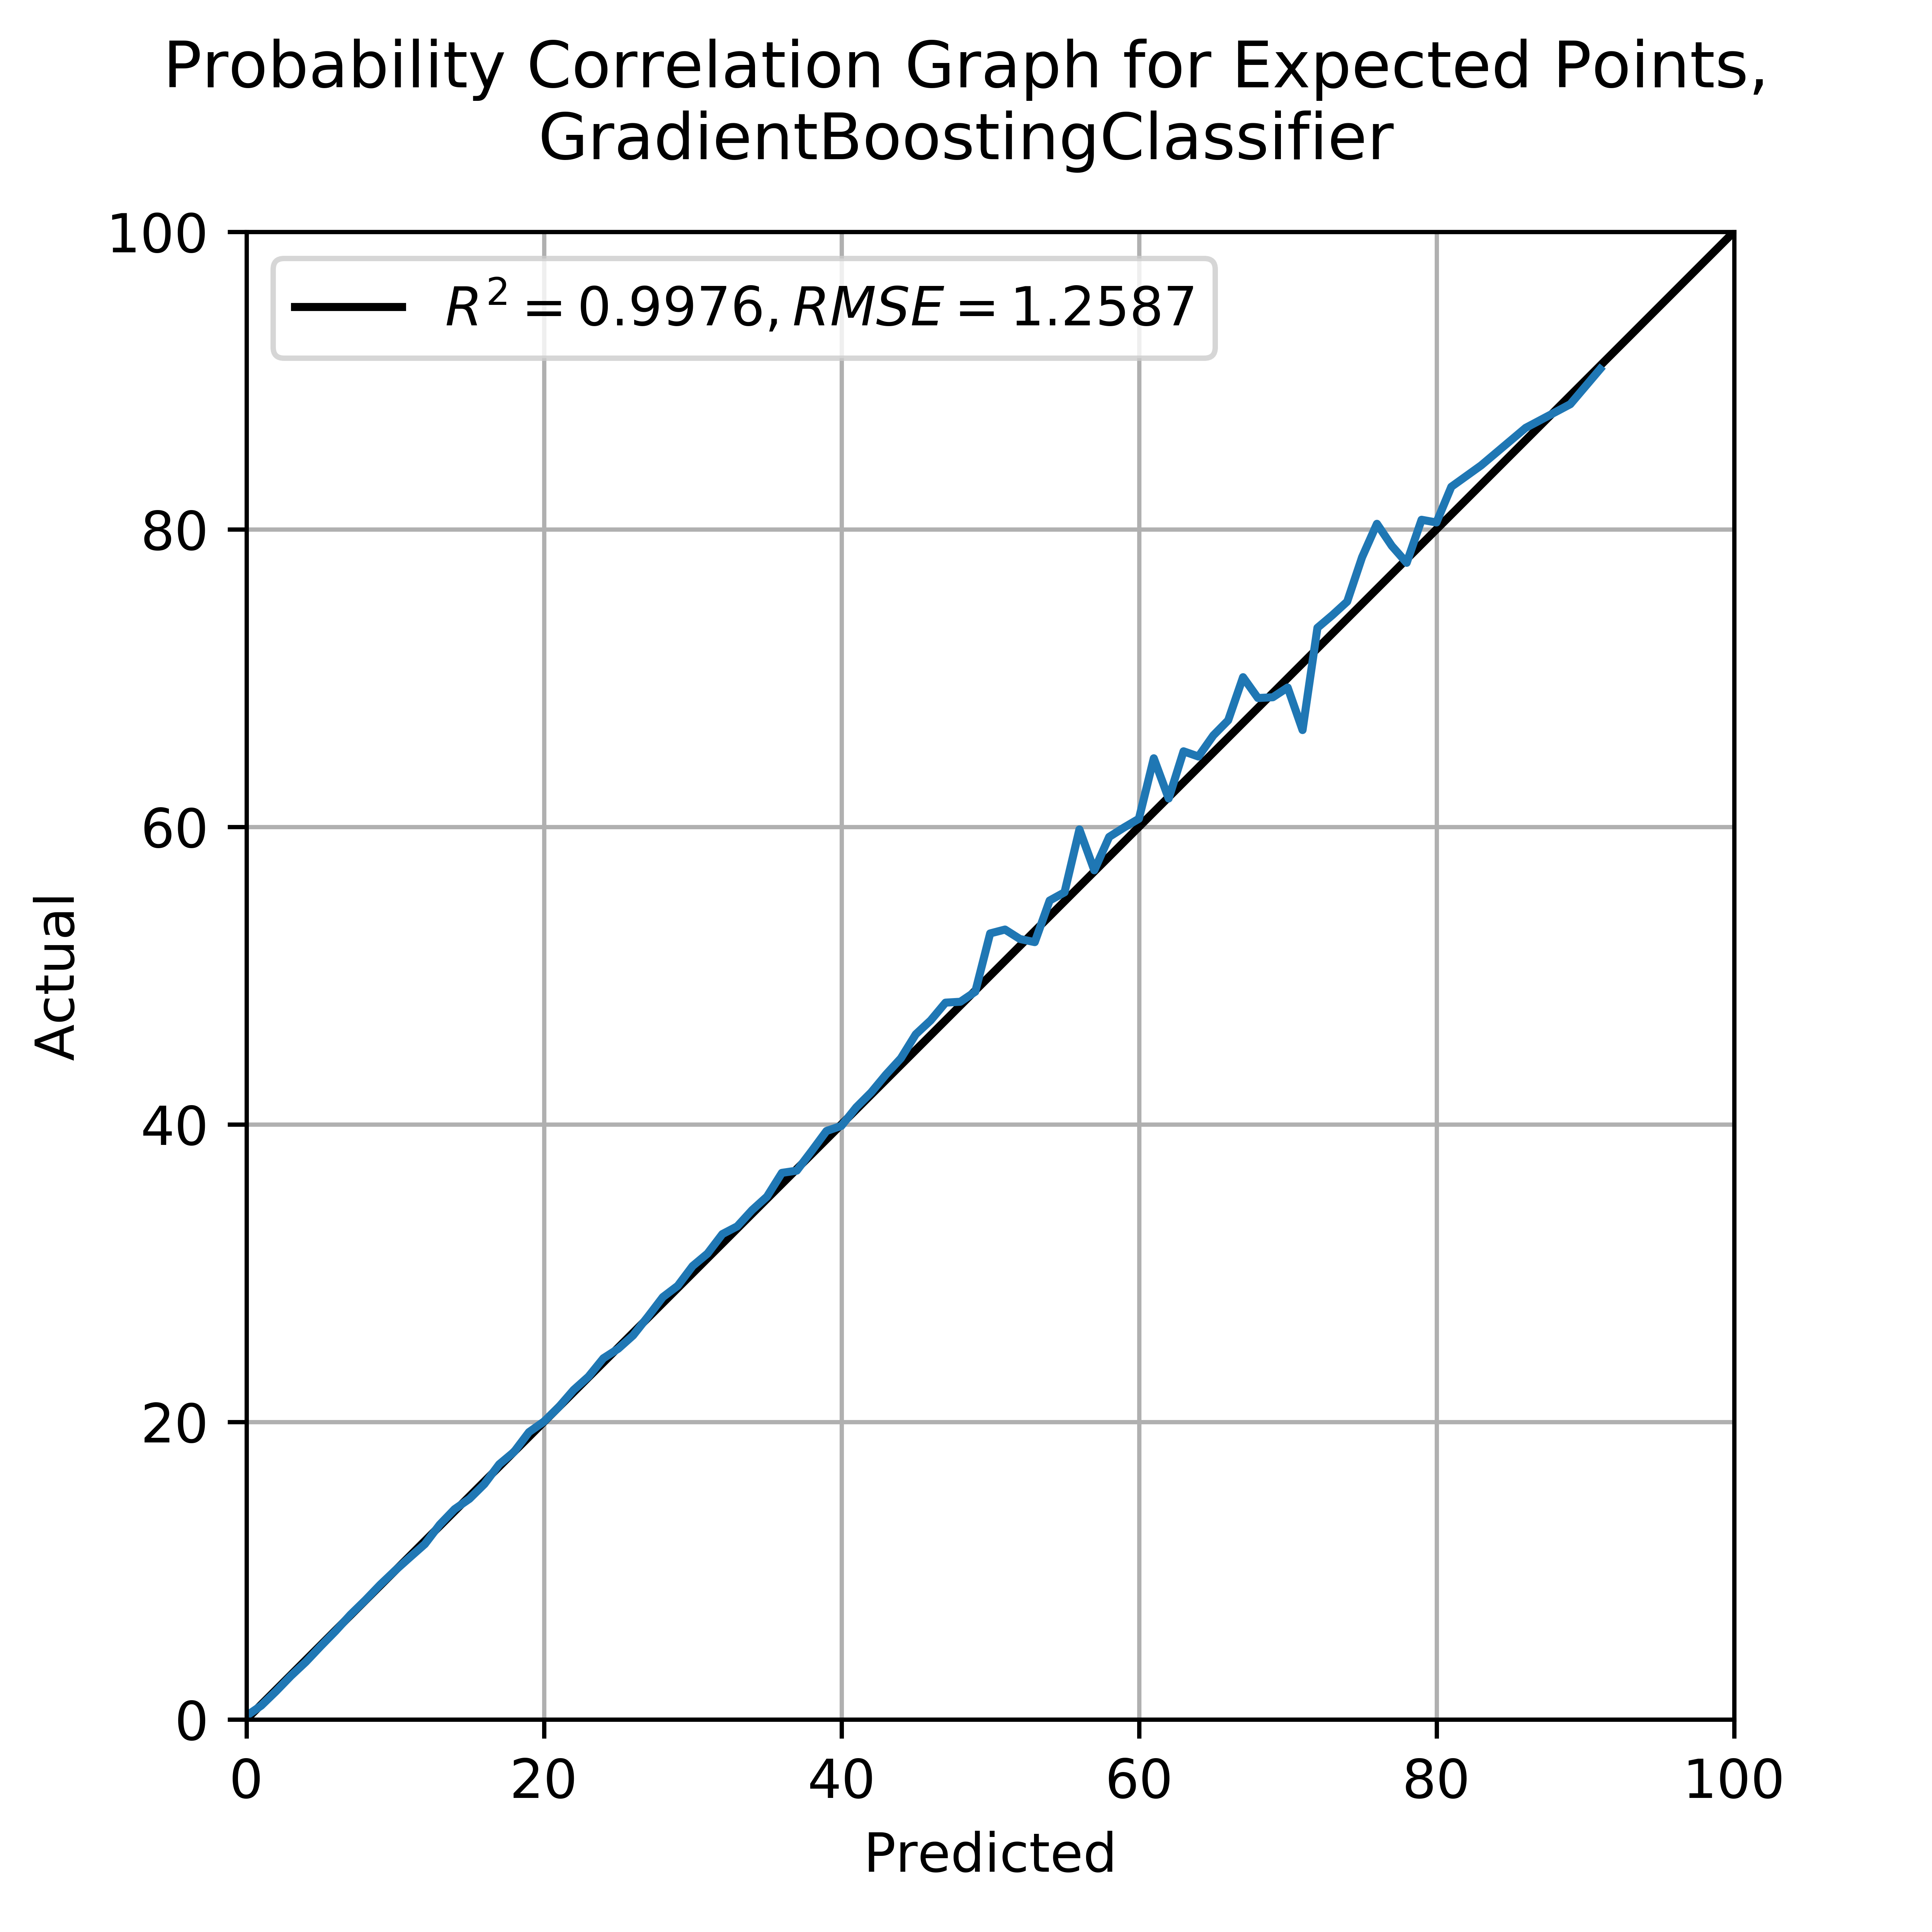 Probability Correlation Graph for Expected Points,
GradientBoostingClassifier
R² = 0.9976, RMSE = 1.2587
100
80
60
40
20
0
Actual
0 20 40 60 80 100
Predicted